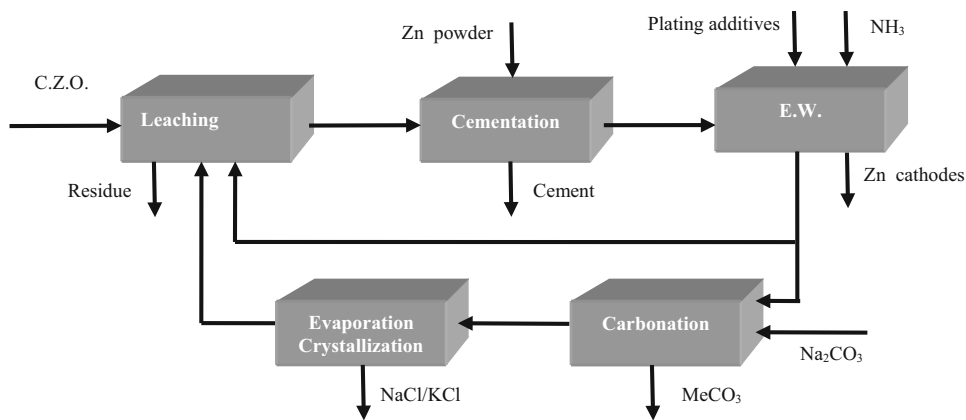 Plating additives
NH₃
Zn powder
C.Z.O.
Leaching
Cementation
E.W.
Residue
Cement
Zn cathodes
Evaporation
Crystallization
Carbonation
Na₂CO₃
NaCl/KCl
MeCO₃